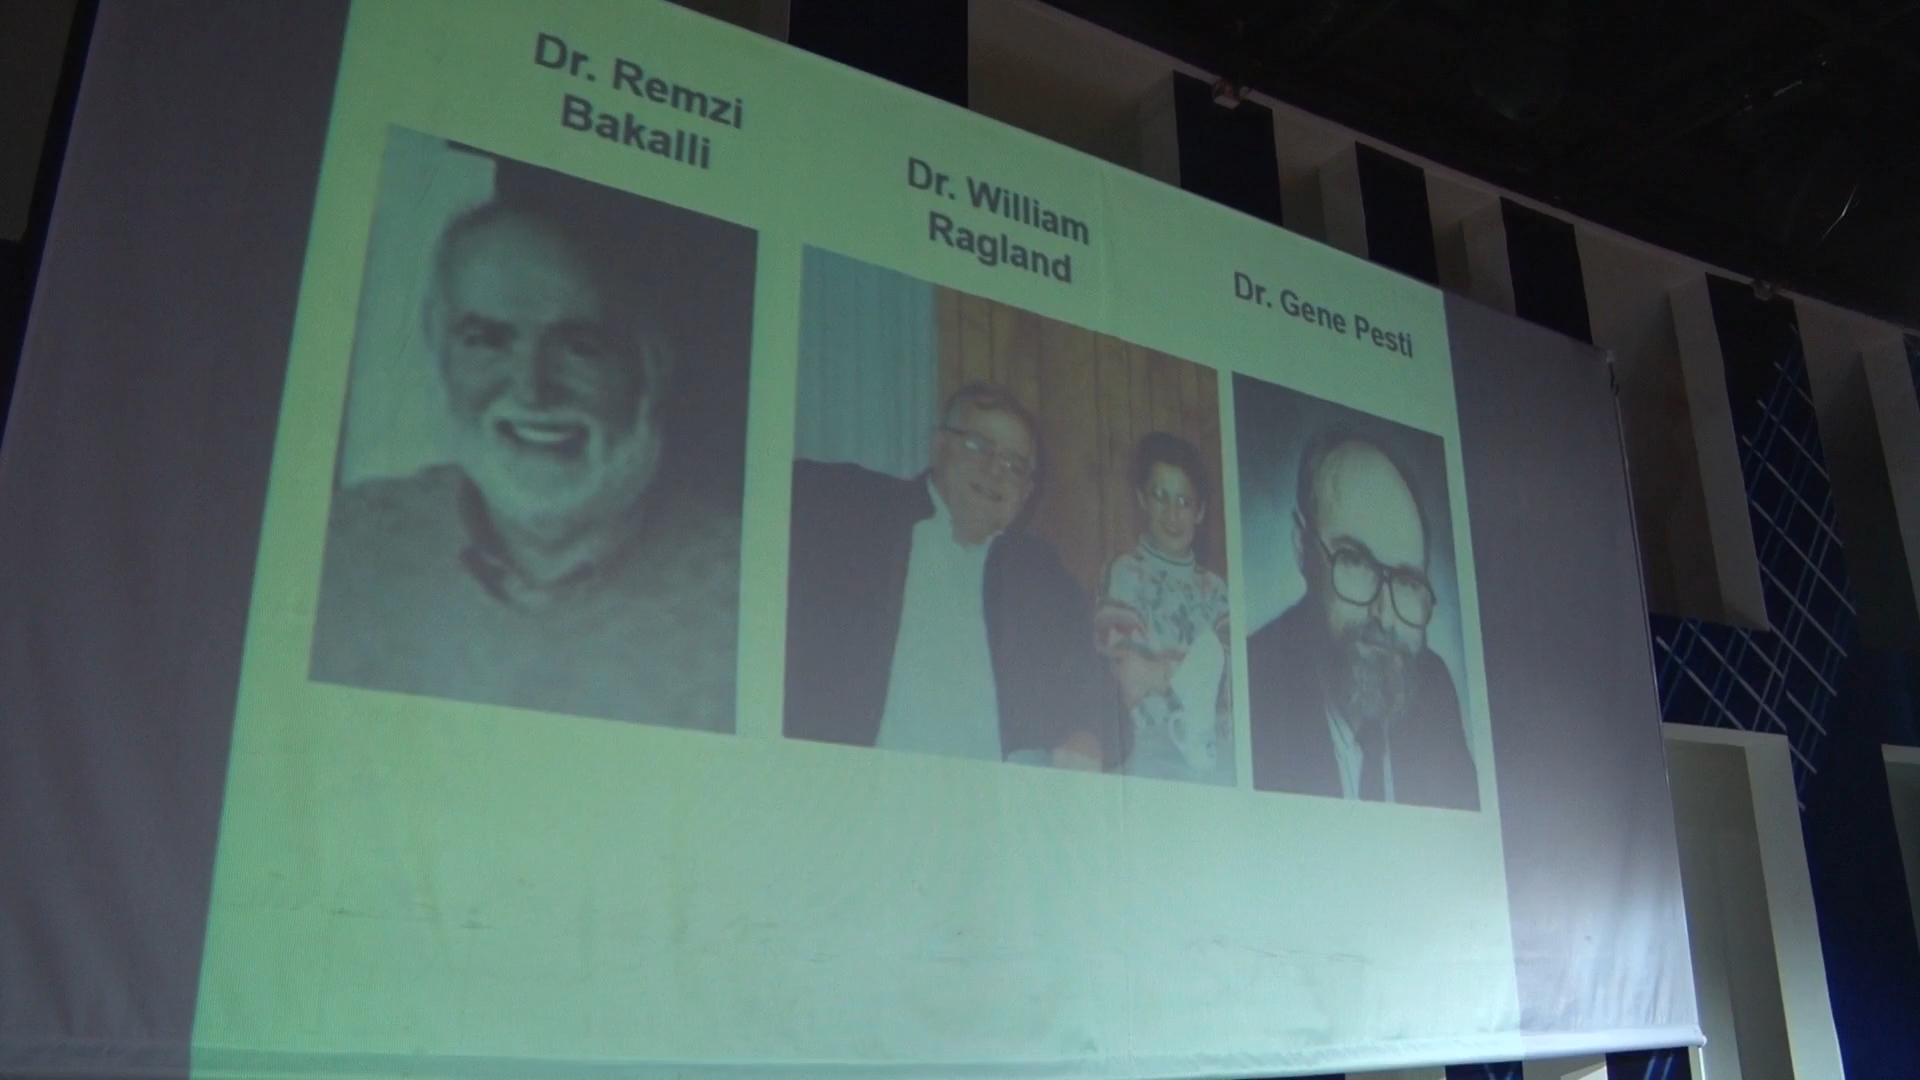 Dr. Remzi
Bakalli
Dr. William
Ragland
Dr. Gene Pesti